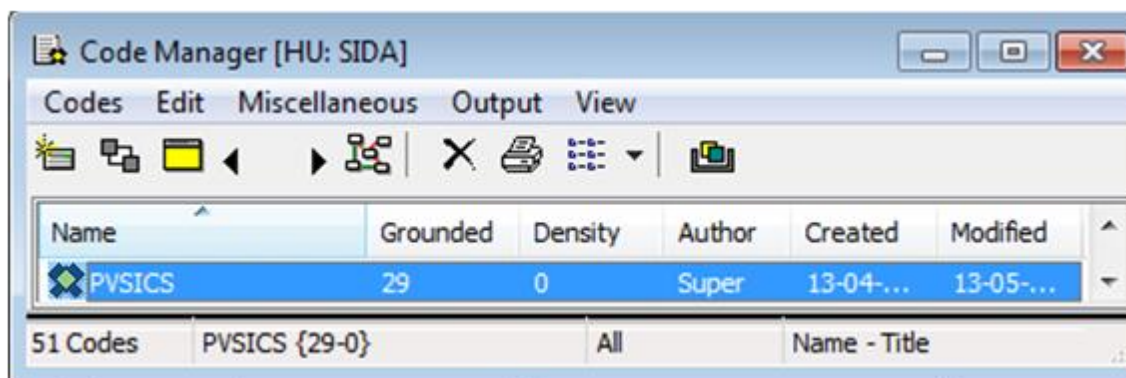 Code Manager [HU: SIDA]
Codes Edit Miscellaneous Output View
Name Grounded Density Author Created Modified
PVSICS 29 0 Super 13-04-... 13-05-...
51 Codes PVSICS {29-0} All Name - Title